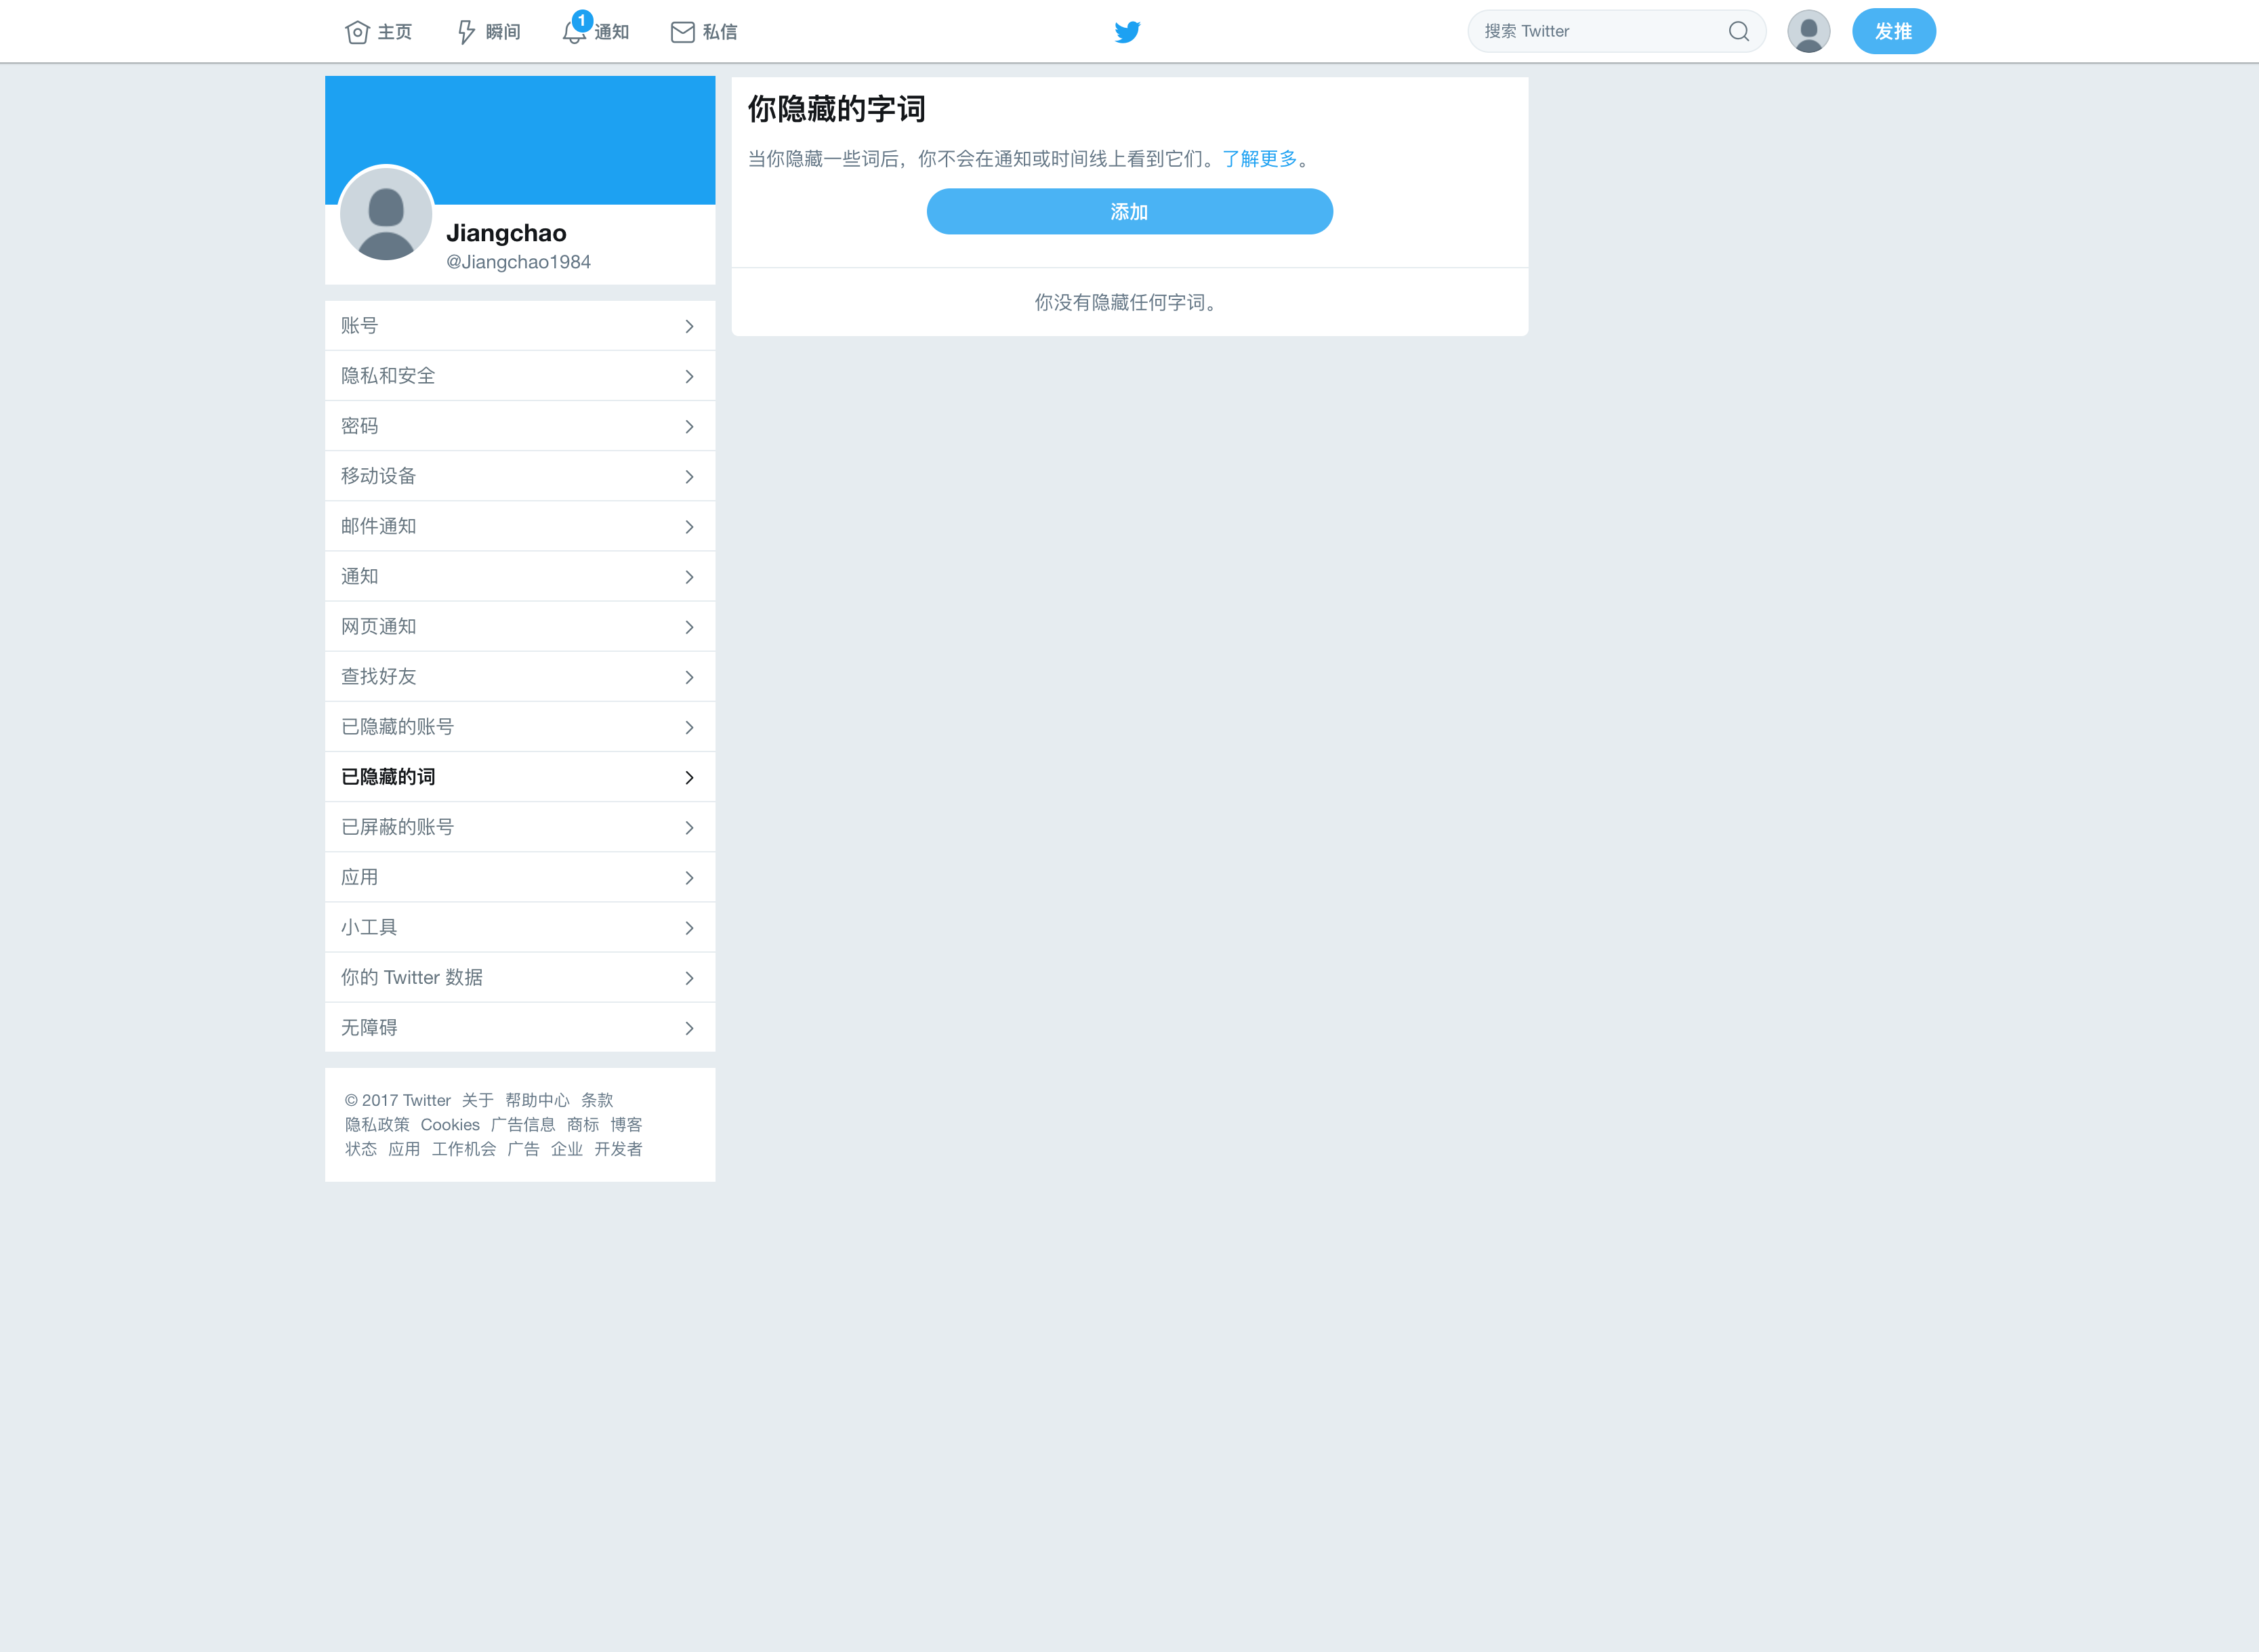 主页 瞬间 1 通知 私信 搜索 Twitter 发推
Jiangchao
@Jiangchao1984
账号
隐私和安全
密码
移动设备
邮件通知
通知
网页通知
查找好友
已隐藏的账号
已隐藏的词
已屏蔽的账号
应用
小工具
你的 Twitter 数据
无障碍
© 2017 Twitter 关于 帮助中心 条款
隐私政策 Cookies 广告信息 商标 博客
状态 应用 工作机会 广告 企业 开发者
你隐藏的字词
当你隐藏一些词后，你不会在通知或时间线上看到它们。了解更多。
添加
你没有隐藏任何字词。